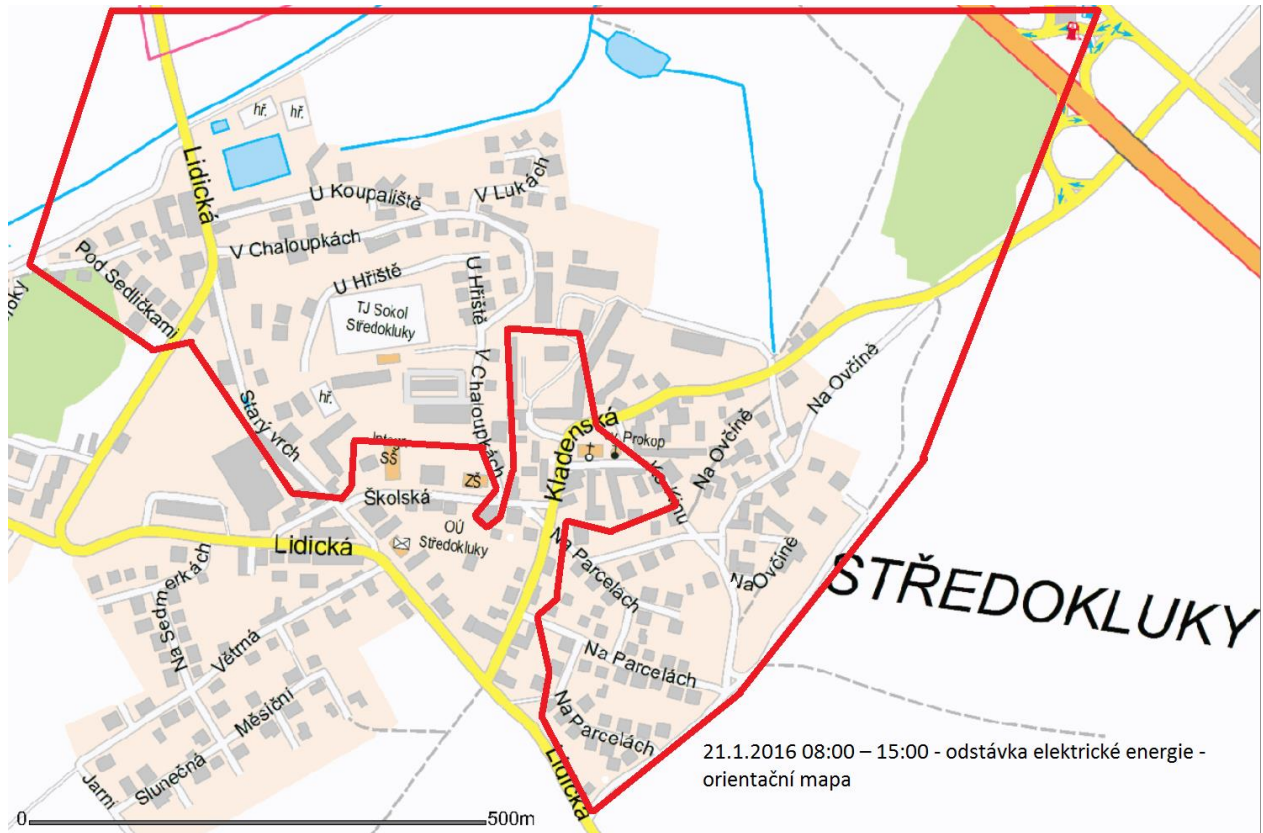 hř.
hř.
Lidická
U Koupaliště
V Lukách
V Chaloupkách
Pod Sedličkami
U Hřiště
U Hřiště
TJ Sokol
Středokluky
V Chaloupkách
hř.
Starý vrch
SŠ
ZŠ
Školská
Kladenská
Prokop
Na Ovčíně
Na Ovčíně
Na Ovčíně
OÚ
Středokluky
Lidická
Na Parcelách
Na Parcelách
Na Parcelách
STŘEDOKLUKY
Na Sedmerkách
Větrná
Měsíční
Slunečná
Jarní
Lidická
21.1.2016 08:00 – 15:00 - odstávka elektrické energie -
orientační mapa
0
500m